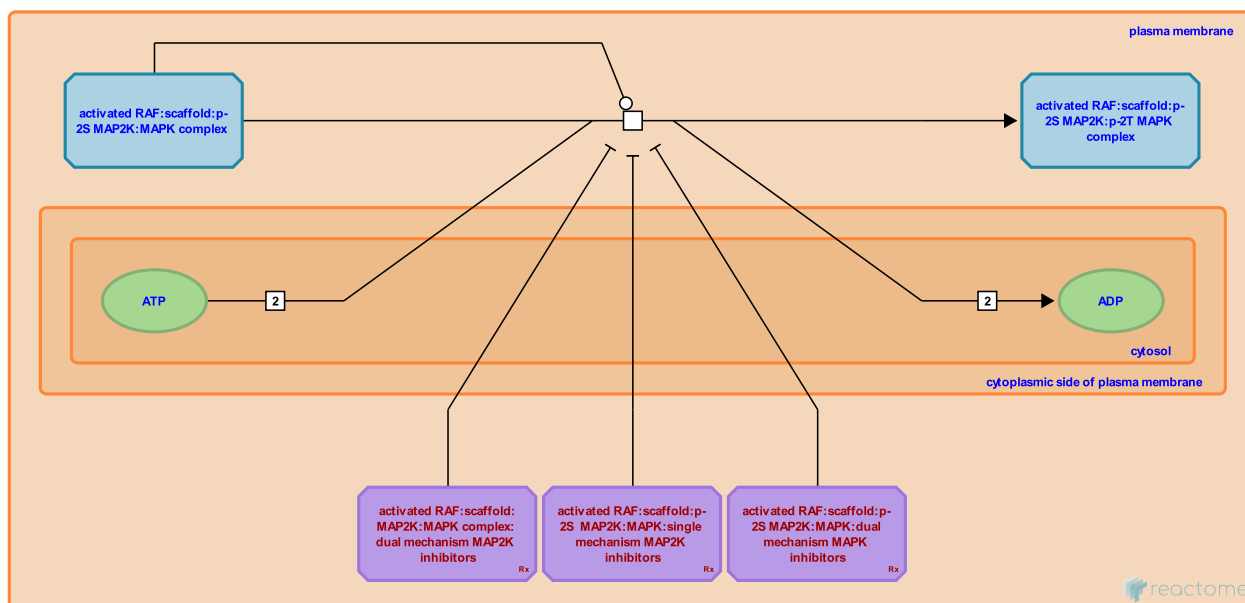 plasma membrane
activated RAF:scaffold:p-
2S MAP2K:MAPK complex
activated RAF:scaffold:p-
2S MAP2K:p-2T MAPK
complex
ATP
2
2
ADP
cytosol
cytoplasmic side of plasma membrane
activated RAF:scaffold:
MAP2K:MAPK complex:
dual mechanism MAP2K
inhibitors
Rx
activated RAF:scaffold:p-
2S MAP2K:MAPK:single
mechanism MAP2K
inhibitors
Rx
activated RAF:scaffold:p-
2S MAP2K:MAPK:dual
mechanism MAPK
inhibitors
Rx
reactome